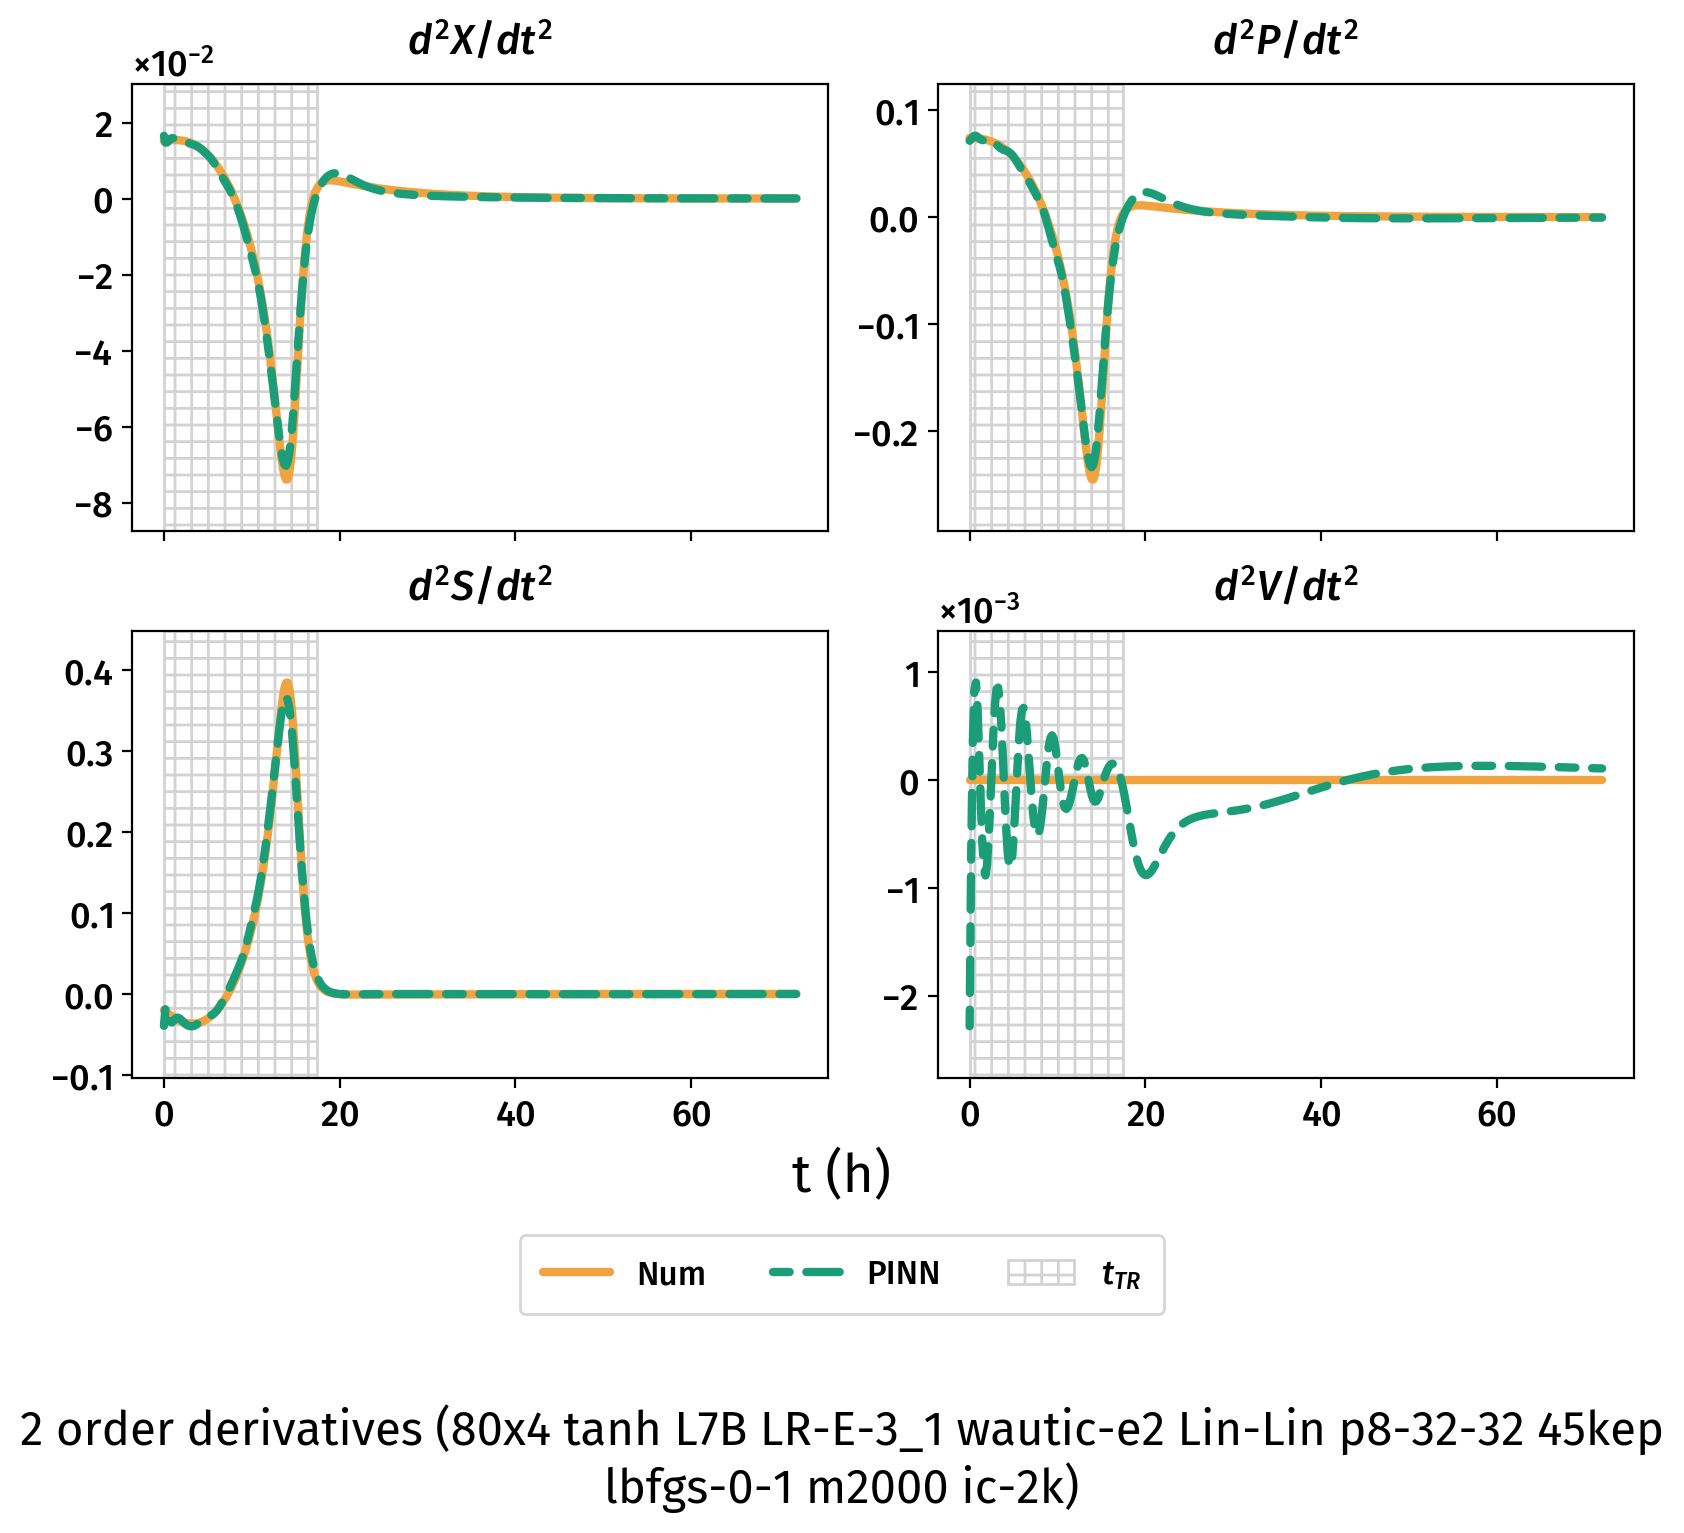 d²X/dt²
×10⁻²
2
0
−2
−4
−6
−8
d²P/dt²
0.1
0.0
−0.1
−0.2
d²S/dt²
0.4
0.3
0.2
0.1
0.0
−0.1
0 20 40 60
d²V/dt²
×10⁻³
1
0
−1
−2
0 20 40 60
t (h)
Num PINN t_TR
2 order derivatives (80x4 tanh L7B LR-E-3_1 wautic-e2 Lin-Lin p8-32-32 45kep
lbfgs-0-1 m2000 ic-2k)